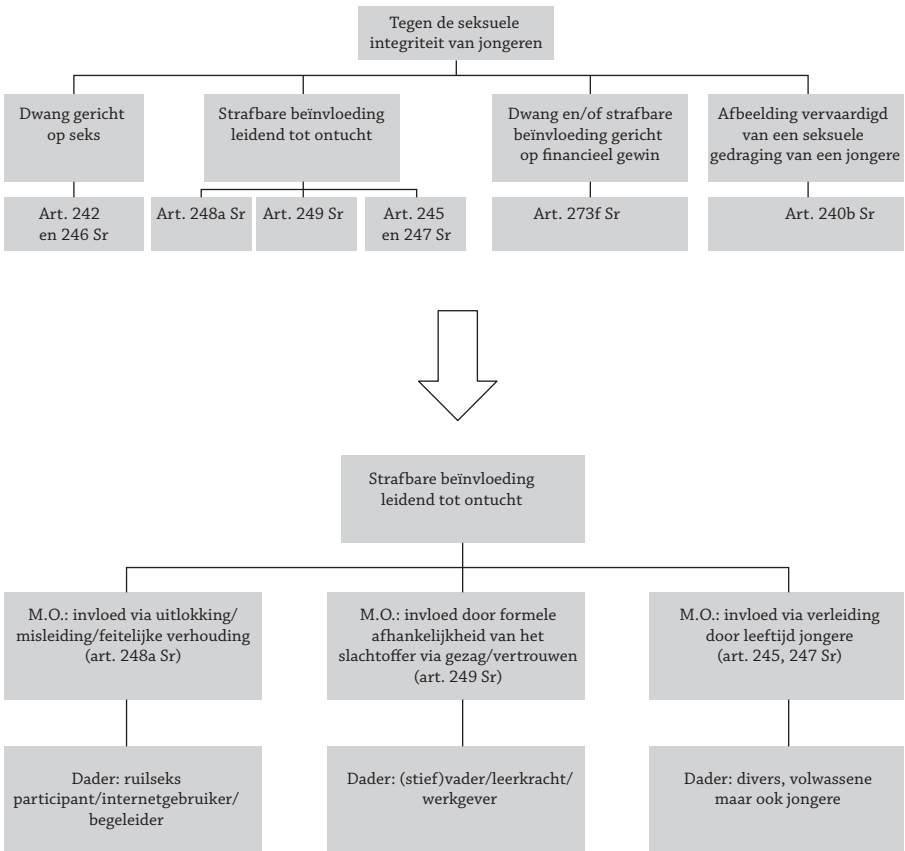 Tegen de seksuele
integriteit van jongeren
Dwang gericht
op seks
Strafbare beïnvloeding
leidend tot ontucht
Dwang en/of strafbare
beïnvloeding gericht
op financieel gewin
Afbeelding vervaardigd
van een seksuele
gedraging van een jongere
Art. 242
en 246 Sr
Art. 248a Sr
Art. 249 Sr
Art. 245
en 247 Sr
Art. 273f Sr
Art. 240b Sr
Strafbare beïnvloeding
leidend tot ontucht
M.O.: invloed via uitlokking/
misleiding/feitelijke verhouding
(art. 248a Sr)
M.O.: invloed door formele
afhankelijkheid van het
slachtoffer via gezag/vertrouwen
(art. 249 Sr)
M.O.: invloed via verleiding
door leeftijd jongere
(art. 245, 247 Sr)
Dader: ruilseks
participant/internetgebruiker/
begeleider
Dader: (stief)vader/leerkracht/
werkgever
Dader: divers, volwassene
maar ook jongere